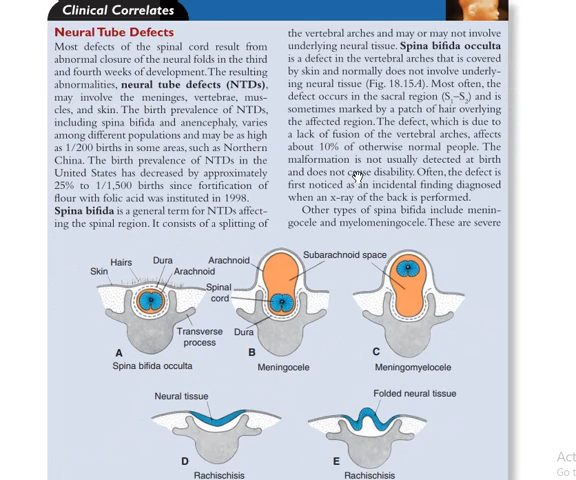 Clinical Correlates
Neural Tube Defects
Most defects of the spinal cord result from
abnormal closure of the neural folds in the third
and fourth weeks of development. The resulting
abnormalities, neural tube defects (NTDs),
may involve the meninges, vertebrae, mus-
cles, and skin. The birth prevalence of NTDs,
including spina bifida and anencephaly, varies
among different populations and may be as high
as 1/200 births in some areas, such as Northern
China. The birth prevalence of NTDs in the
United States has decreased by approximately
25% to 1/1,500 births since fortification of
flour with folic acid was instituted in 1998.
Spina bifida is a general term for NTDs affect-
ing the spinal region. It consists of a splitting of
the vertebral arches and may or may not involve
underlying neural tissue. Spina bifida occulta
is a defect in the vertebral arches that is covered
by skin and normally does not involve underly-
ing neural tissue (Fig. 18.15.4). Most often, the
defect occurs in the sacral region (S1–S2) and is
sometimes marked by a patch of hair overlying
the affected region. The defect, which is due to
a lack of fusion of the vertebral arches, affects
about 10% of otherwise normal people. The
malformation is not usually detected at birth
and does not cause disability. Often, the defect is
first noticed as an incidental finding diagnosed
when an x-ray of the back is performed.
Other types of spina bifida include menin-
gocele and myelomeningocele. These are severe
Hairs
Dura
Skin
Arachnoid
Transverse
process
A
Spina bifida occulta
Arachnoid
Subarachnoid space
Spinal
cord
Dura
B
Meningocele
C
Meningomyelocele
Neural tissue
D
Rachischisis
Folded neural tissue
E
Rachischisis
Act
Go t